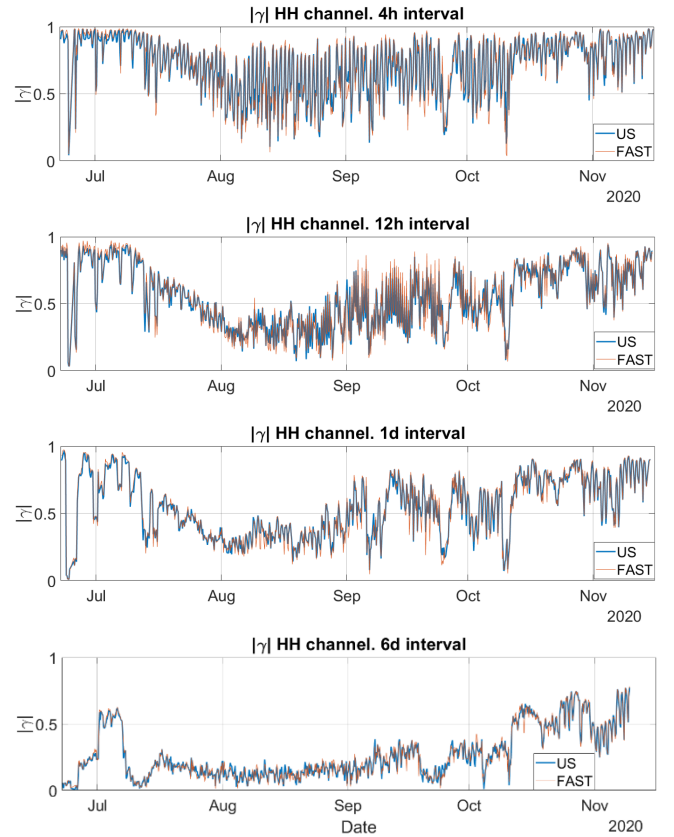 |γ| HH channel. 4h interval
1
0.5
0
|γ|
US
FAST
Jul Aug Sep Oct Nov
2020
|γ| HH channel. 12h interval
1
0.5
0
|γ|
US
FAST
Jul Aug Sep Oct Nov
2020
|γ| HH channel. 1d interval
1
0.5
0
|γ|
US
FAST
Jul Aug Sep Oct Nov
2020
|γ| HH channel. 6d interval
1
0.5
0
|γ|
US
FAST
Jul Aug Sep Oct Nov
Date 2020